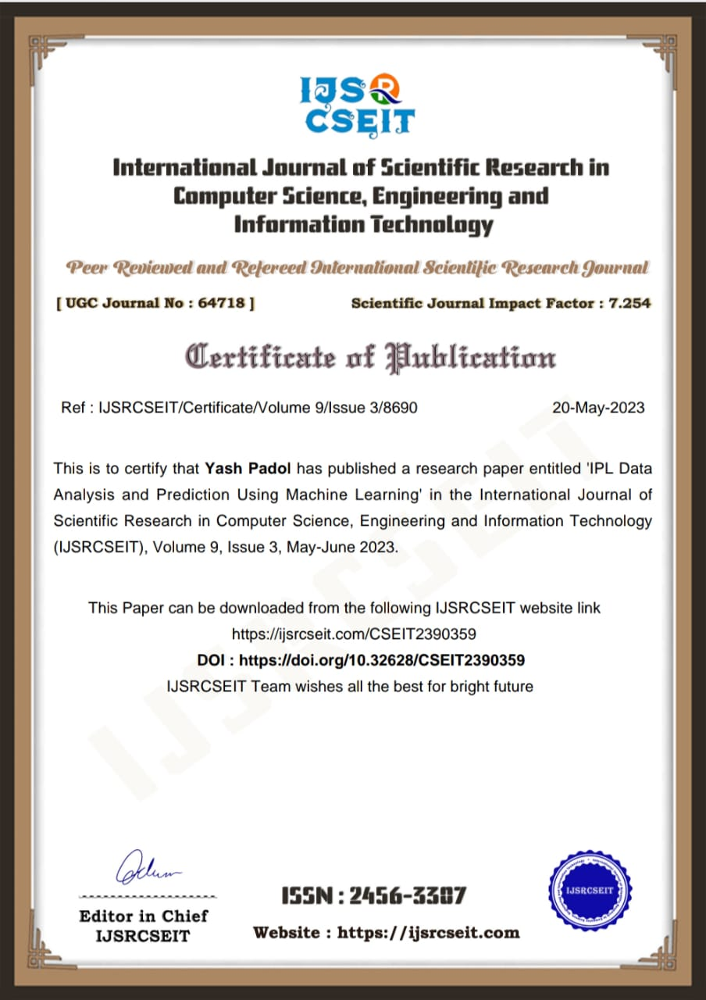 IJSR
CSEIT
International Journal of Scientific Research in
Computer Science, Engineering and
Information Technology
Peer Reviewed and Refereed International Scientific Research Journal
[ UGC Journal No : 64718 ] Scientific Journal Impact Factor : 7.254
Certificate of Publication
Ref : IJSRCSEIT/Certificate/Volume 9/Issue 3/8690 20-May-2023
This is to certify that Yash Padol has published a research paper entitled 'IPL Data
Analysis and Prediction Using Machine Learning' in the International Journal of
Scientific Research in Computer Science, Engineering and Information Technology
(IJSRCSEIT), Volume 9, Issue 3, May-June 2023.
This Paper can be downloaded from the following IJSRCSEIT website link
https://ijsrcseit.com/CSEIT2390359
DOI : https://doi.org/10.32628/CSEIT2390359
IJSRCSEIT Team wishes all the best for bright future
IJSRCSEIT
Editor in Chief
IJSRCSEIT
ISSN : 2456-3307
Website : https://ijsrcseit.com
IJSRCSEIT